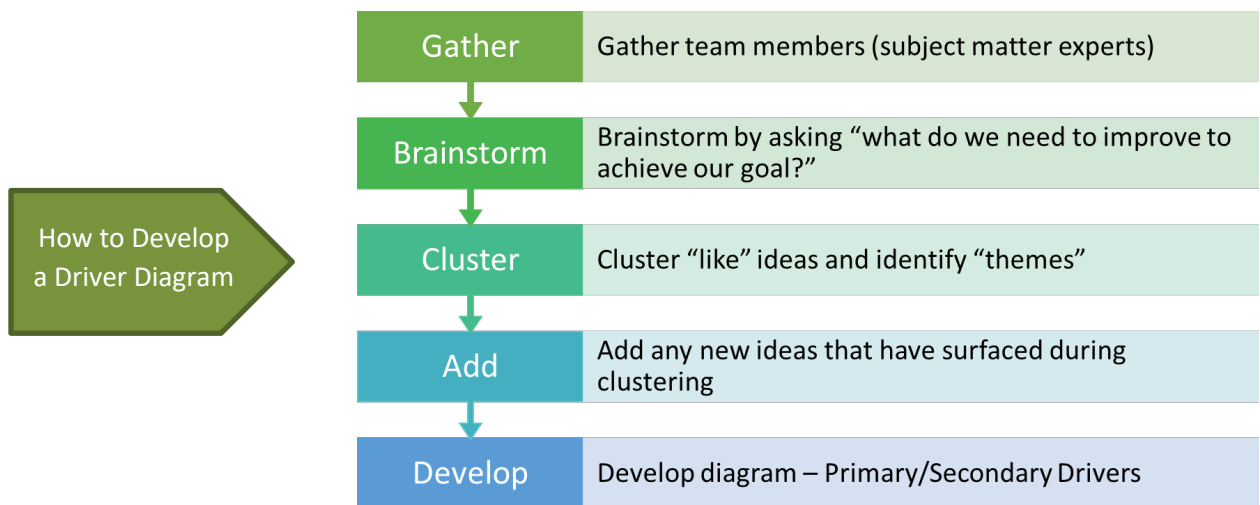 How to Develop
a Driver Diagram
Gather
Gather team members (subject matter experts)
Brainstorm
Brainstorm by asking “what do we need to improve to
achieve our goal?”
Cluster
Cluster “like” ideas and identify “themes”
Add
Add any new ideas that have surfaced during
clustering
Develop
Develop diagram – Primary/Secondary Drivers